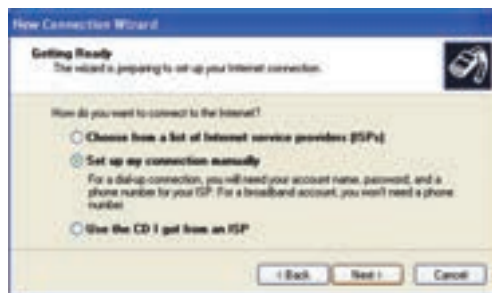 New Connection Wizard
Getting Ready
The wizard is preparing to set up your Internet connection.
How do you want to connect to the Internet?
Choose from a list of Internet service providers (ISPs)
Set up my connection manually
For a dial-up connection, you will need your account name, password, and a
phone number for your ISP. For a broadband account, you won't need a phone
number.
Use the CD I got from an ISP
< Back
Next >
Cancel